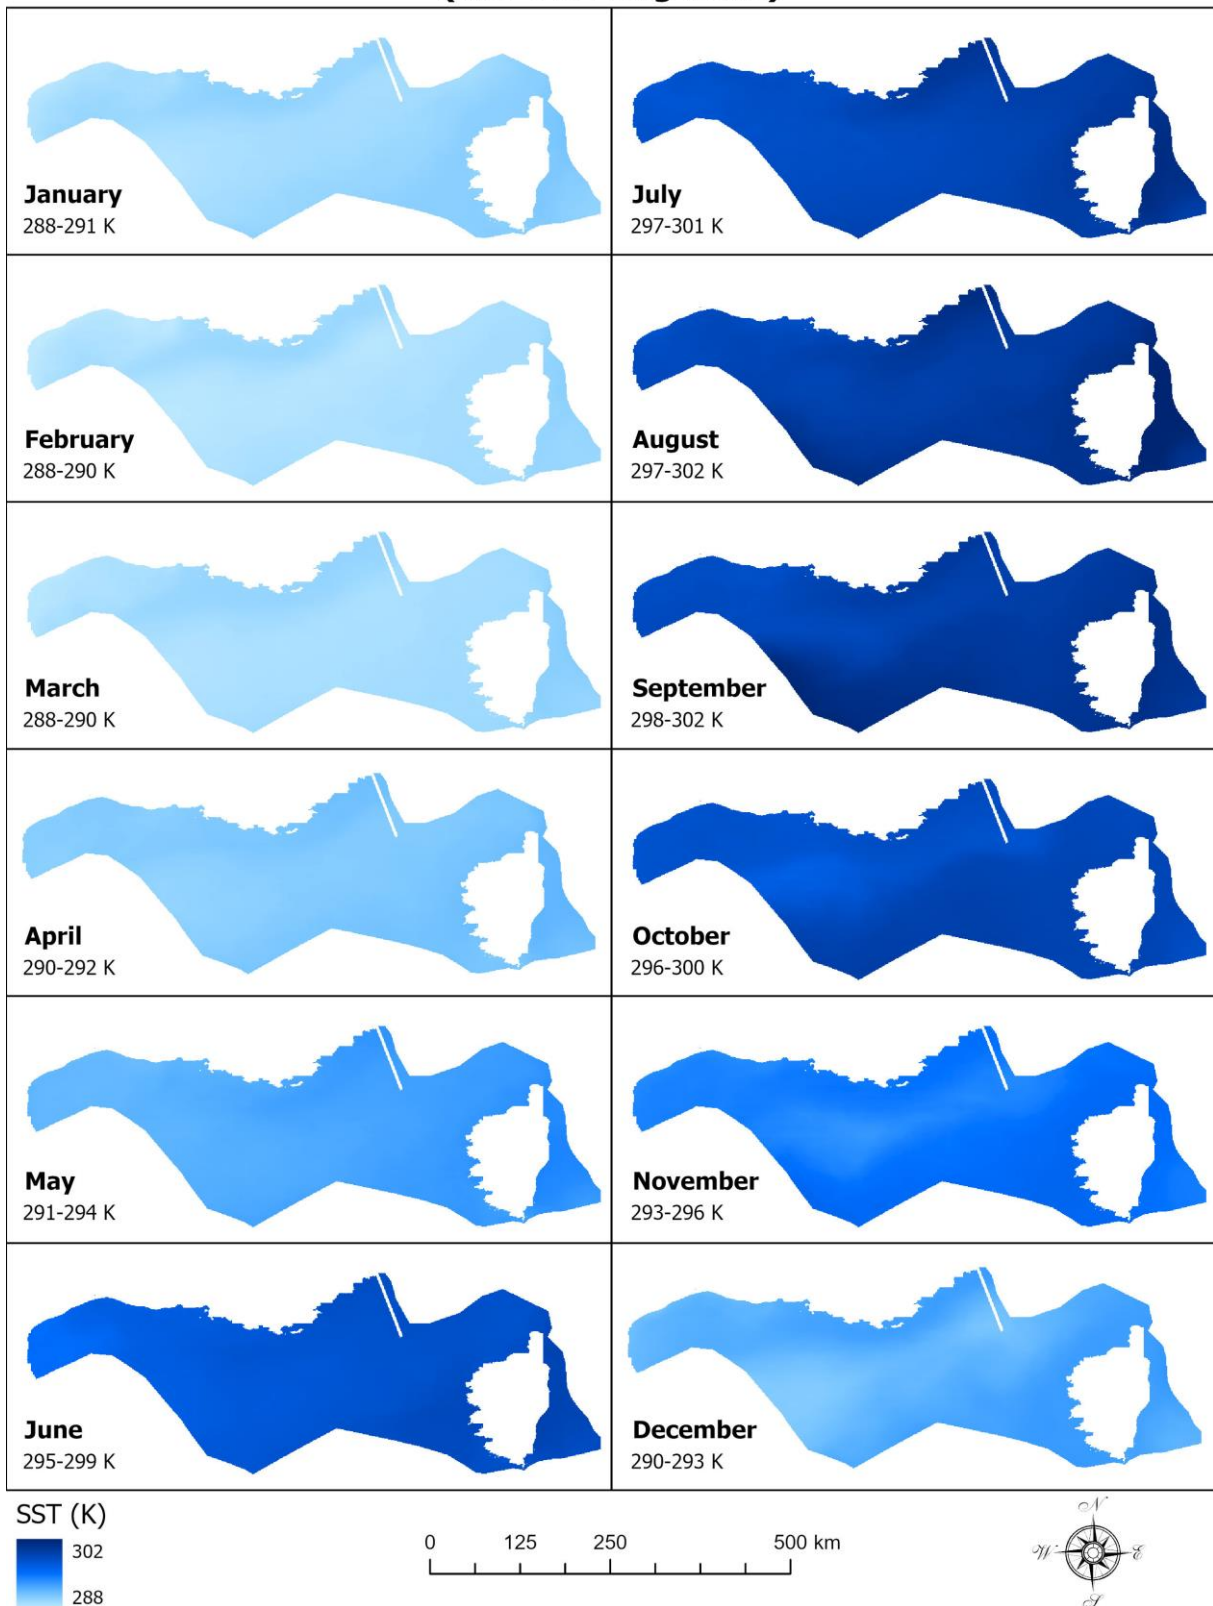 January
288-291 K
July
297-301 K
February
288-290 K
August
297-302 K
March
288-290 K
September
298-302 K
April
290-292 K
October
296-300 K
May
291-294 K
November
293-296 K
June
295-299 K
December
290-293 K
SST (K)
302
288
0 125 250 500 km
N
W E
S